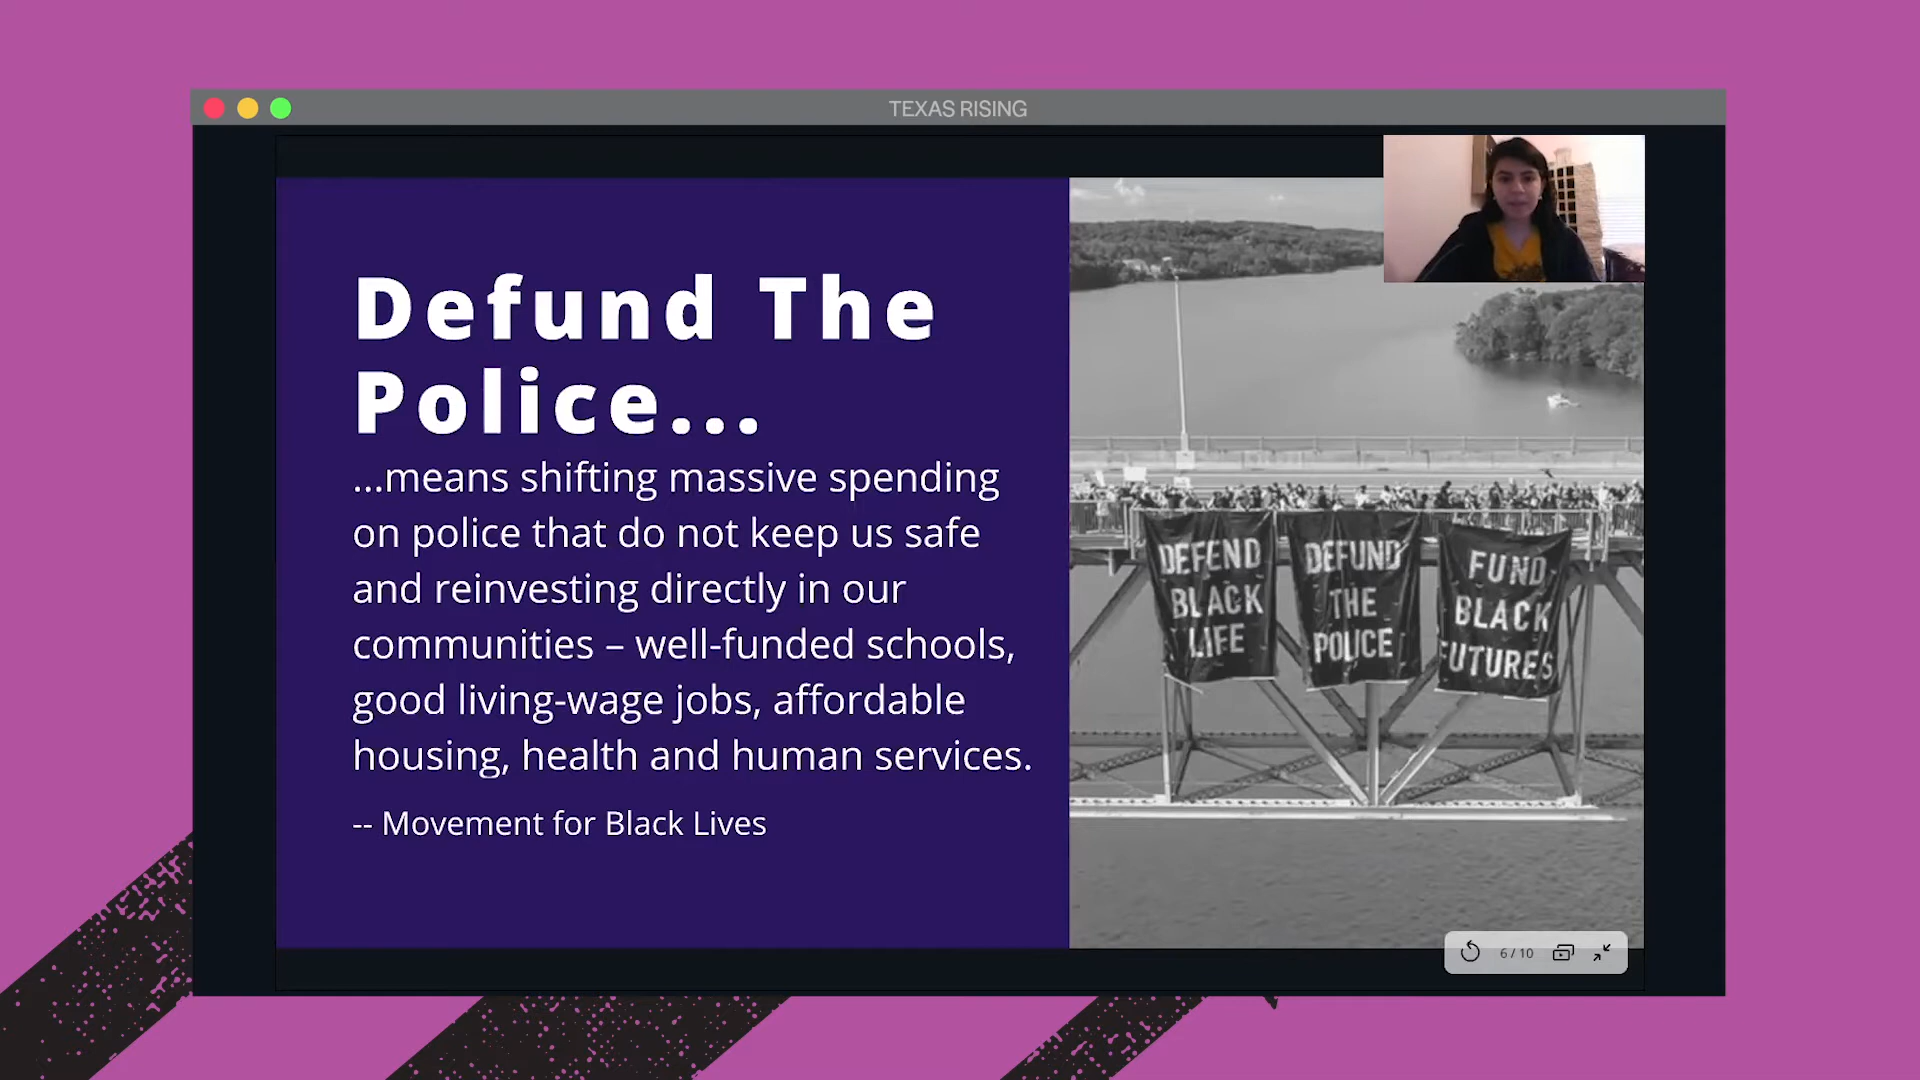 TEXAS RISING
Defund The
Police...
...means shifting massive spending
on police that do not keep us safe
and reinvesting directly in our
communities – well-funded schools,
good living-wage jobs, affordable
housing, health and human services.
-- Movement for Black Lives
DEFEND
BLACK
LIFE
DEFUND
THE
POLICE
FUND
BLACK
FUTURES
6 / 10